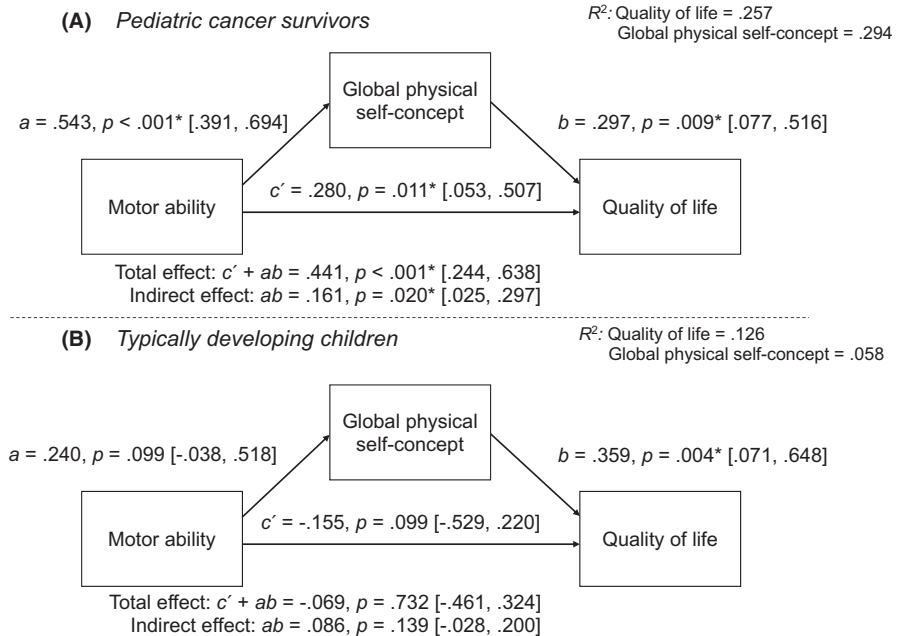 (A) Pediatric cancer survivors
R²: Quality of life = .257
Global physical self-concept = .294
Global physical
self-concept
a = .543, p < .001* [.391, .694]
b = .297, p = .009* [.077, .516]
c′ = .280, p = .011* [.053, .507]
Motor ability
Quality of life
Total effect: c′ + ab = .441, p < .001* [.244, .638]
Indirect effect: ab = .161, p = .020* [.025, .297]
(B) Typically developing children
R²: Quality of life = .126
Global physical self-concept = .058
Global physical
self-concept
a = .240, p = .099 [-.038, .518]
b = .359, p = .004* [.071, .648]
c′ = -.155, p = .099 [-.529, .220]
Motor ability
Quality of life
Total effect: c′ + ab = -.069, p = .732 [-.461, .324]
Indirect effect: ab = .086, p = .139 [-.028, .200]